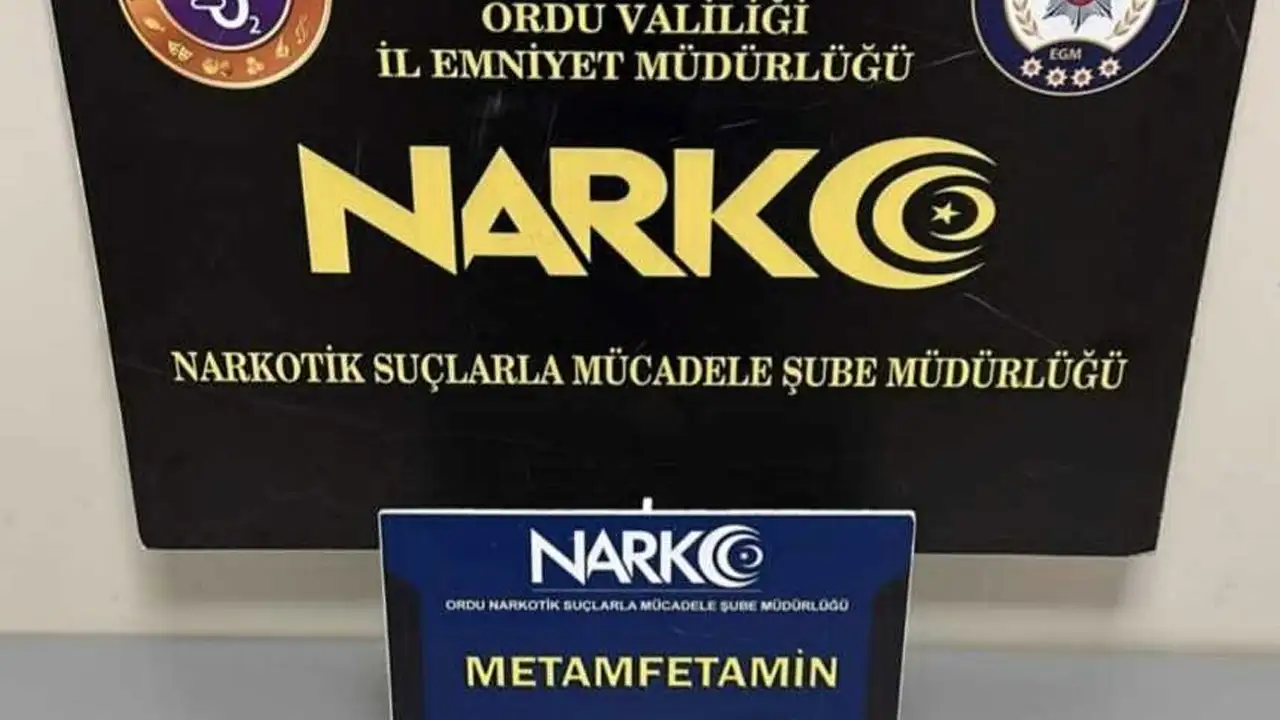 2
ORDU VALİLİĞİ
İL EMNİYET MÜDÜRLÜĞÜ
EGM
NARKO
NARKOTİK SUÇLARLA MÜCADELE ŞUBE MÜDÜRLÜĞÜ
NARKO
ORDU NARKOTİK SUÇLARLA MÜCADELE ŞUBE MÜDÜRLÜĞÜ
METAMFETAMİN